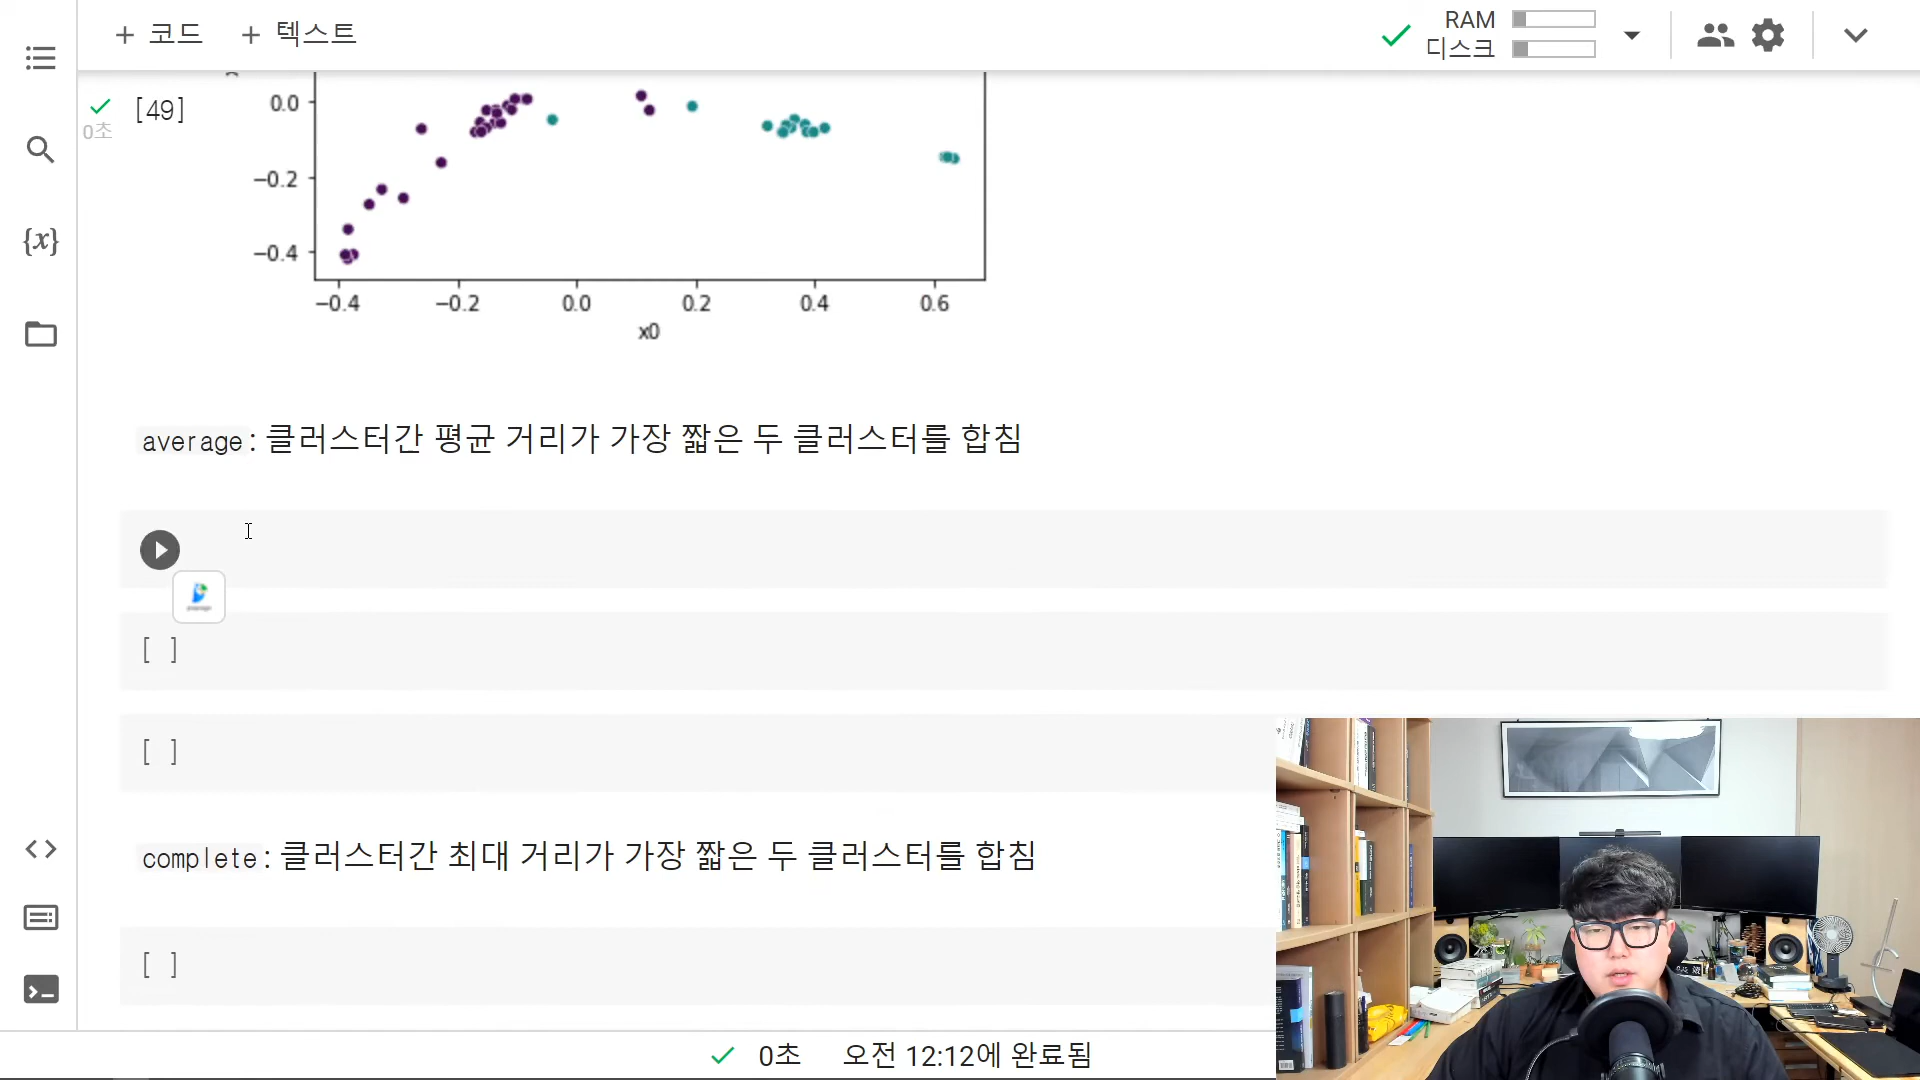 + 코드 + 텍스트
RAM
디스크
[49]
0초
0.0
−0.2
−0.4
−0.4 −0.2 0.0 0.2 0.4 0.6
x0
{x}
average: 클러스터간 평균 거리가 가장 짧은 두 클러스터를 합침
[ ]
[ ]
complete: 클러스터간 최대 거리가 가장 짧은 두 클러스터를 합침
[ ]
0초 오전 12:12에 완료됨